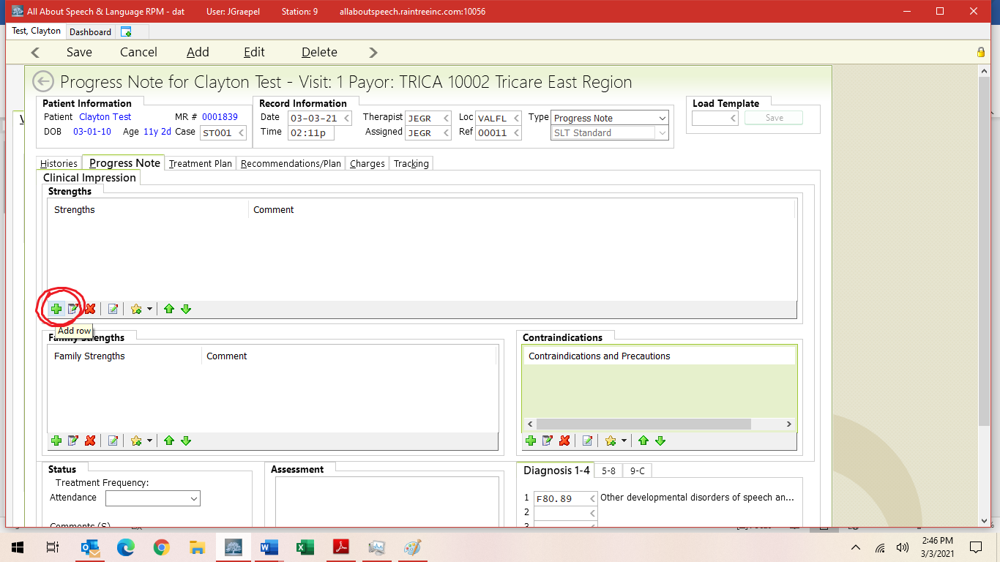 All About Speech & Language RPM - dat User: JGraepel Station: 9 allaboutspeech.raintreeinc.com:10056
Test, Clayton Dashboard
Save Cancel Add Edit Delete
Progress Note for Clayton Test - Visit: 1 Payor: TRICA 10002 Tricare East Region
Patient Information Record Information Load Template
Patient Clayton Test MR # 0001839 Date 03-03-21 Therapist JEGR Loc VALFL Type Progress Note Save
DOB 03-01-10 Age 11y 2d Case ST001 Time 02:11p Assigned JEGR Ref 00011 SLT Standard
Histories Progress Note Treatment Plan Recommendations/Plan Charges Tracking
Clinical Impression
Strengths
Strengths Comment
Add row
Family Strengths Contraindications
Family Strengths Comment Contraindications and Precautions
Status Assessment Diagnosis 1-4 5-8 9-C
Treatment Frequency:
Attendance 1 F80.89 Other developmental disorders of speech an...
2
Comments (S) 3
2:46 PM
3/3/2021